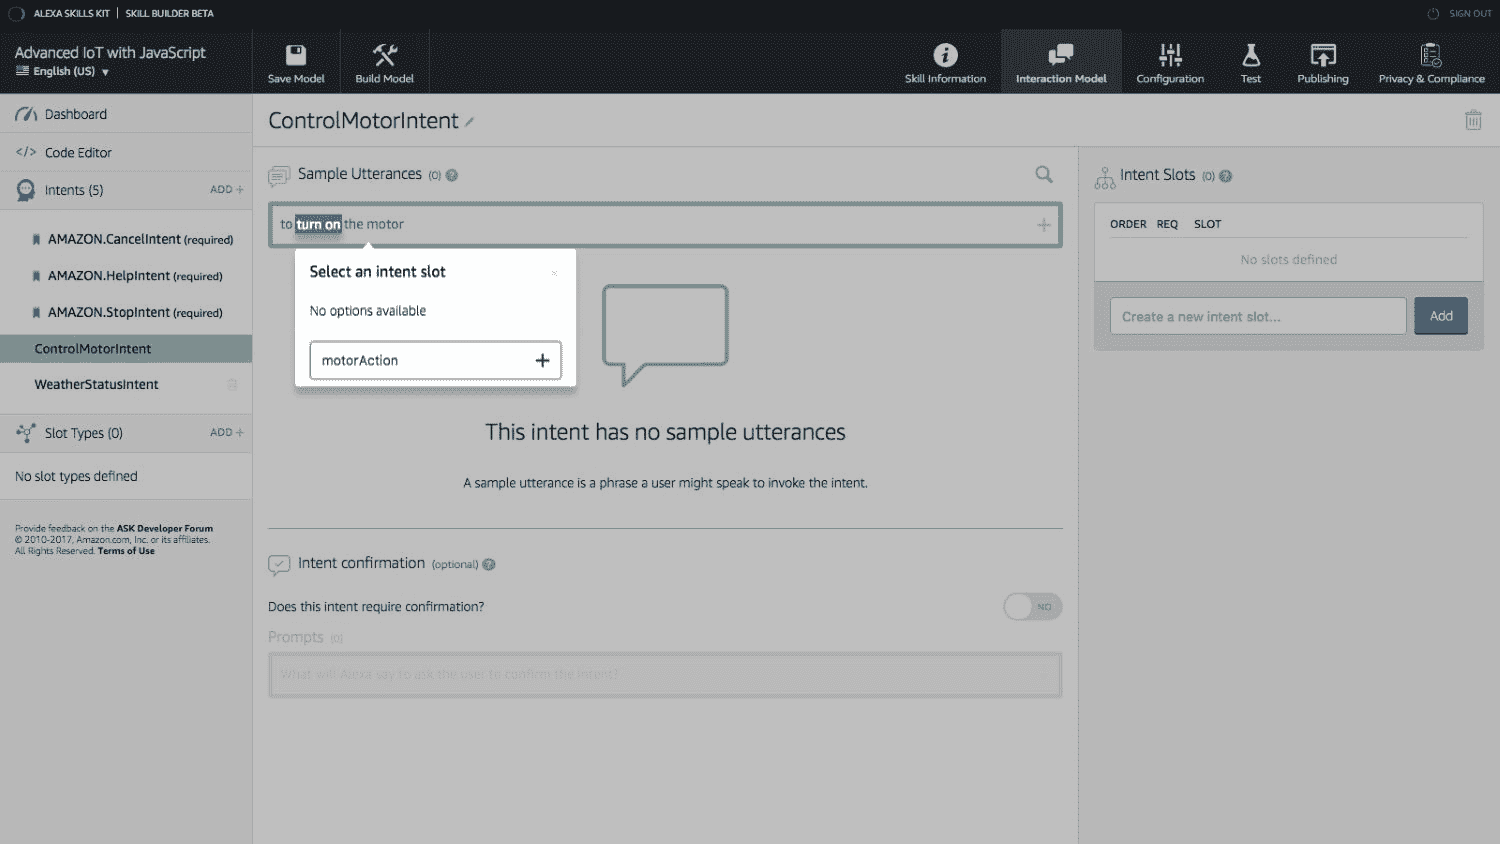 ALEXA SKILLS KIT | SKILL BUILDER BETA
SIGN OUT
Advanced IoT with JavaScript
English (US) ▼
Save Model
Build Model
Skill Information
Interaction Model
Configuration
Test
Publishing
Privacy & Compliance
Dashboard
</> Code Editor
Intents (5) ADD +
AMAZON.CancelIntent (required)
AMAZON.HelpIntent (required)
AMAZON.StopIntent (required)
ControlMotorIntent
WeatherStatusIntent
Slot Types (0) ADD +
No slot types defined
Provide feedback on the ASK Developer Forum
© 2010-2017, Amazon.com, Inc. or its affiliates.
All Rights Reserved. Terms of Use
ControlMotorIntent
Sample Utterances (0) ?
to turn on the motor +
Select an intent slot ×
No options available
motorAction +
This intent has no sample utterances
A sample utterance is a phrase a user might speak to invoke the intent.
Intent confirmation (optional) ?
Does this intent require confirmation? NO
Prompts (0)
What will Alexa say to ask the user to confirm the intent? +
Intent Slots (0) ?
ORDER REQ SLOT
No slots defined
Create a new intent slot... Add